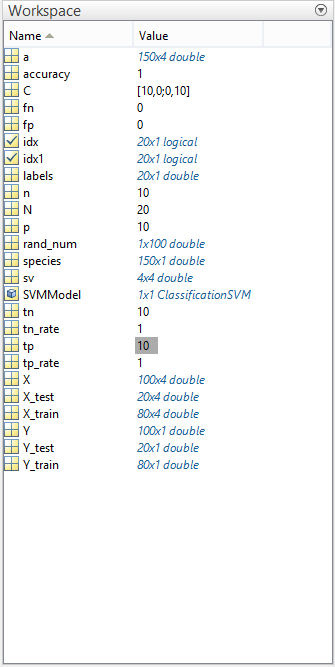 Workspace
Name Value
a 150x4 double
accuracy 1
C [10,0;0,10]
fn 0
fp 0
idx 20x1 logical
idx1 20x1 logical
labels 20x1 double
n 10
N 20
p 10
rand_num 1x100 double
species 150x1 double
sv 4x4 double
SVMModel 1x1 ClassificationSVM
tn 10
tn_rate 1
tp 10
tp_rate 1
X 100x4 double
X_test 20x4 double
X_train 80x4 double
Y 100x1 double
Y_test 20x1 double
Y_train 80x1 double